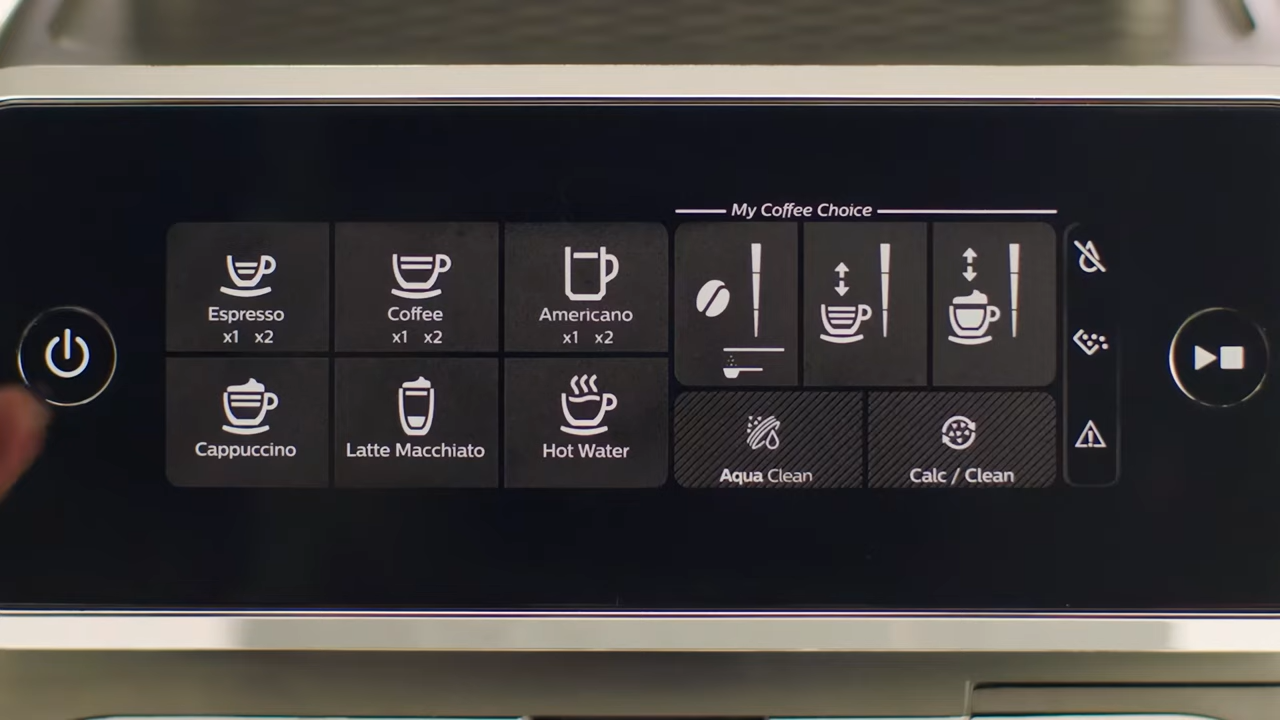 My Coffee Choice
Espresso
x1 x2
Coffee
x1 x2
Americano
x1 x2
Cappuccino
Latte Macchiato
Hot Water
Aqua Clean
Calc / Clean